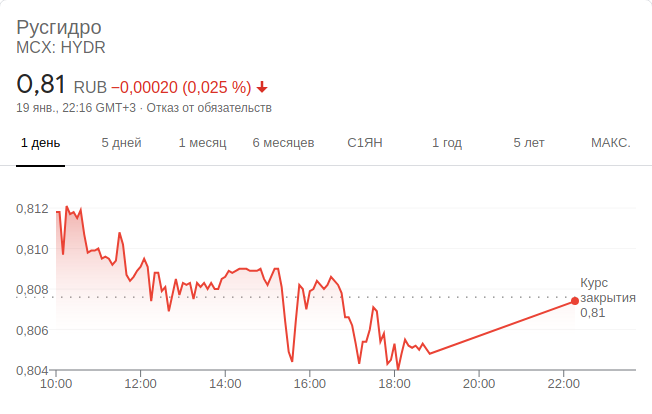 Русгидро
MCX: HYDR
0,81 RUB −0,00020 (0,025 %)
19 янв., 22:16 GMT+3 · Отказ от обязательств
1 день 5 дней 1 месяц 6 месяцев С1ЯН 1 год 5 лет МАКС.
0,812
0,810
0,808
0,806
0,804
Курс
закрытия
0,81
10:00 12:00 14:00 16:00 18:00 20:00 22:00